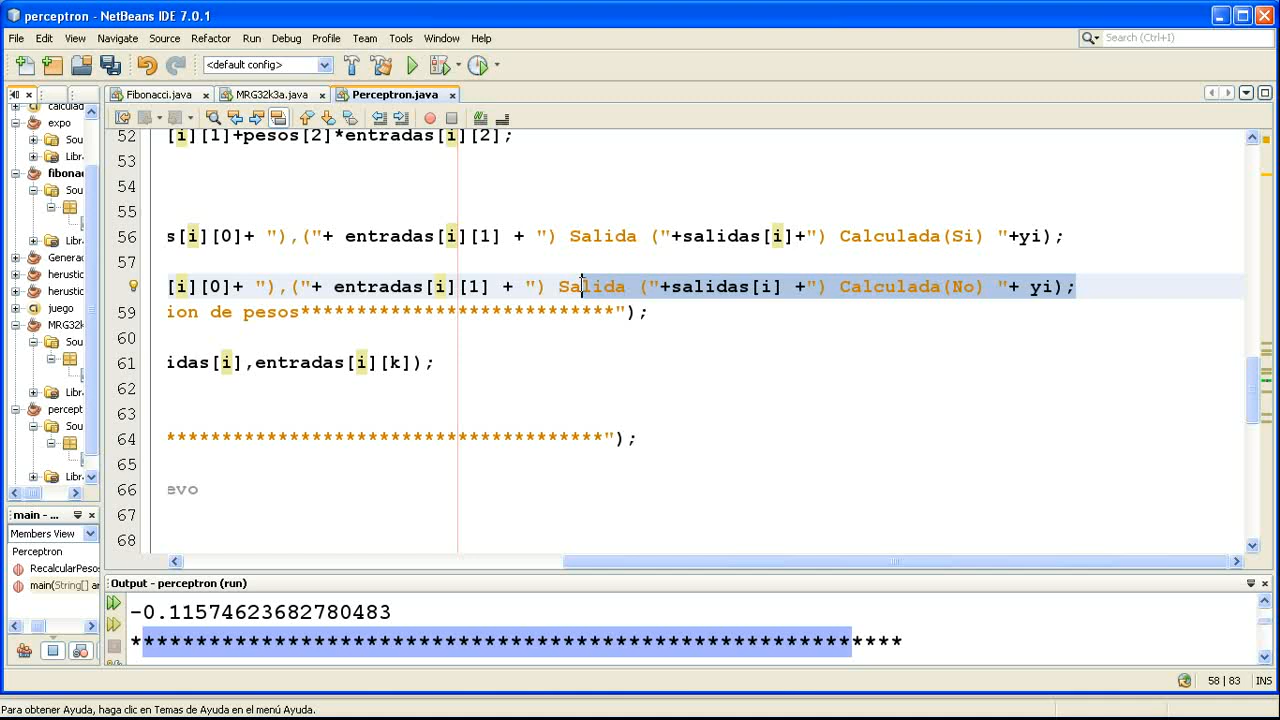 perceptron - NetBeans IDE 7.0.1
File Edit View Navigate Source Refactor Run Debug Profile Team Tools Window Help
Search (Ctrl+I)
<default config>
Fibonacci.java
MRG32k3a.java
Perceptron.java
calculad
expo
Sou
Libr
fibonac
Sou
Lib
Genera
herustic
herustic
juego
MRG32k
Sou
Lib
percept
Sou
Libr
52 [i][1]+pesos[2]*entradas[i][2];
53
54
55
56 s[i][0]+ "),("+ entradas[i][1] + ") Salida ("+salidas[i]+") Calculada(Si) "+yi);
57
[i][0]+ "),("+ entradas[i][1] + ") Salida ("+salidas[i] +") Calculada(No) "+ yi);
59 ion de pesos*****************************");
60
61 idas[i],entradas[i][k]);
62
63
64 ***************************************");
65
66 evo
67
68
main - ...
Members View
Perceptron
RecalcularPeso
main(String[] ar
Output - perceptron (run)
-0.11574623682780483
**********************************************************
58 | 83 INS
Para obtener Ayuda, haga clic en Temas de Ayuda en el menú Ayuda.